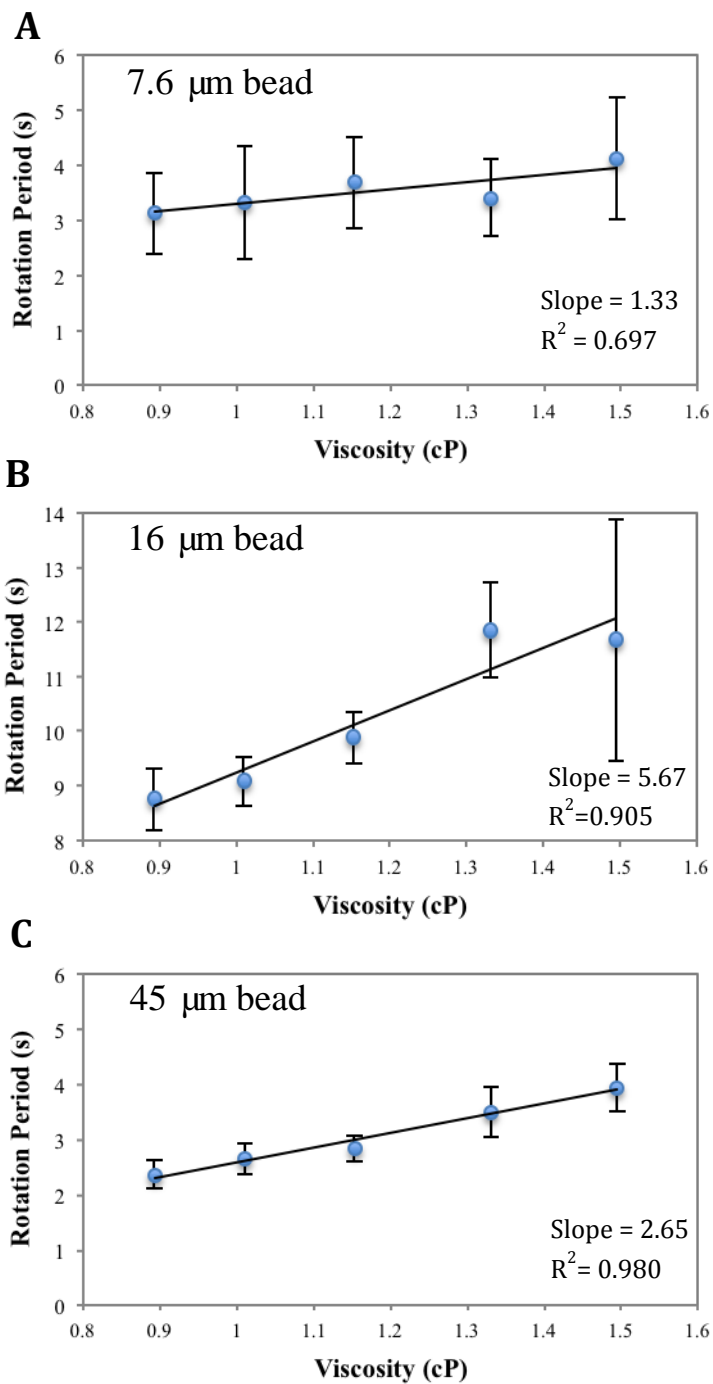 A
7.6 µm bead
Rotation Period (s)
6
5
4
3
2
1
0
Slope = 1.33
R² = 0.697
0.8 0.9 1 1.1 1.2 1.3 1.4 1.5 1.6
Viscosity (cP)
B
16 µm bead
Rotation Period (s)
14
13
12
11
10
9
8
Slope = 5.67
R²=0.905
0.8 0.9 1 1.1 1.2 1.3 1.4 1.5 1.6
Viscosity (cP)
C
45 µm bead
Rotation Period (s)
6
5
4
3
2
1
0
Slope = 2.65
R²= 0.980
0.8 0.9 1 1.1 1.2 1.3 1.4 1.5 1.6
Viscosity (cP)